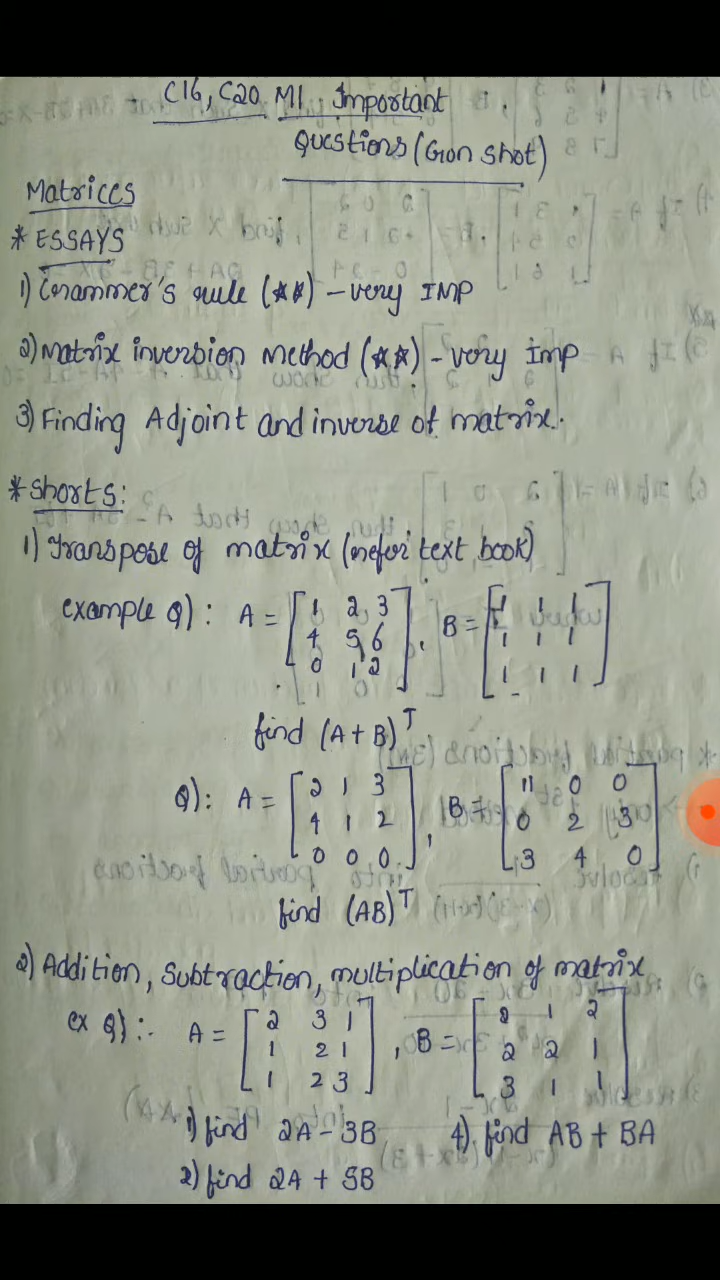 C16, C20 M1 Important
Questions (Gon shot)
Matrices
* ESSAYS
1) Crammer's rule (**) - very IMP
2) Matrix inversion Method (**) - very Imp
3) Finding Adjoint and inverse of matrix.
* Shorts:
1) Transpose of matrix (refer text book)
example Q): A = [1 2 3
4 5 6
0 1 2], B = [1 1 1
1 1 1
1 1 1]
find (A + B)^T
Q): A = [2 1 3
4 1 2
0 0 0], B = [11 0 0
0 2 3
3 4 0]
find (AB)^T
2) Addition, Subtraction, multiplication of matrix
ex Q):- A = [2 3 1
1 2 1
1 2 3], B = [2 1 2
2 2 1
3 1 1]
1) find 2A - 3B 4). find AB + BA
2) find 2A + 5B